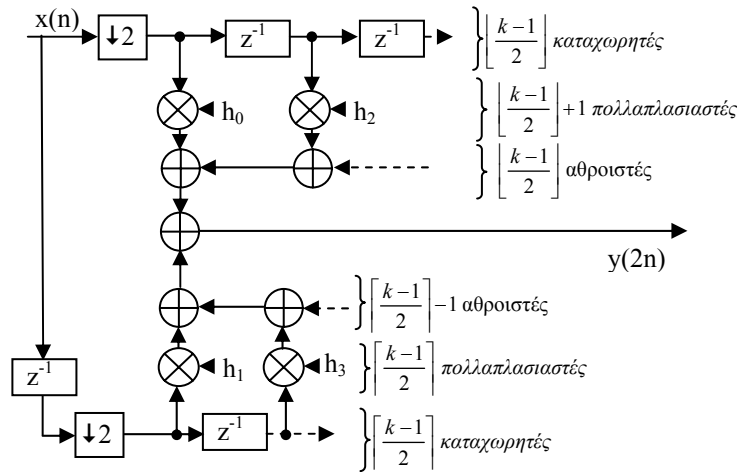 x(n) ↓2 z⁻¹ z⁻¹ }⌊(k−1)/2⌋ καταχωρητές
h₀ h₂ }⌊(k−1)/2⌋+1 πολλαπλασιαστές
}⌊(k−1)/2⌋ αθροιστές
y(2n)
}⌈(k−1)/2⌉−1 αθροιστές
z⁻¹ h₁ h₃ }⌈(k−1)/2⌉ πολλαπλασιαστές
↓2 z⁻¹ }⌈(k−1)/2⌉ καταχωρητές